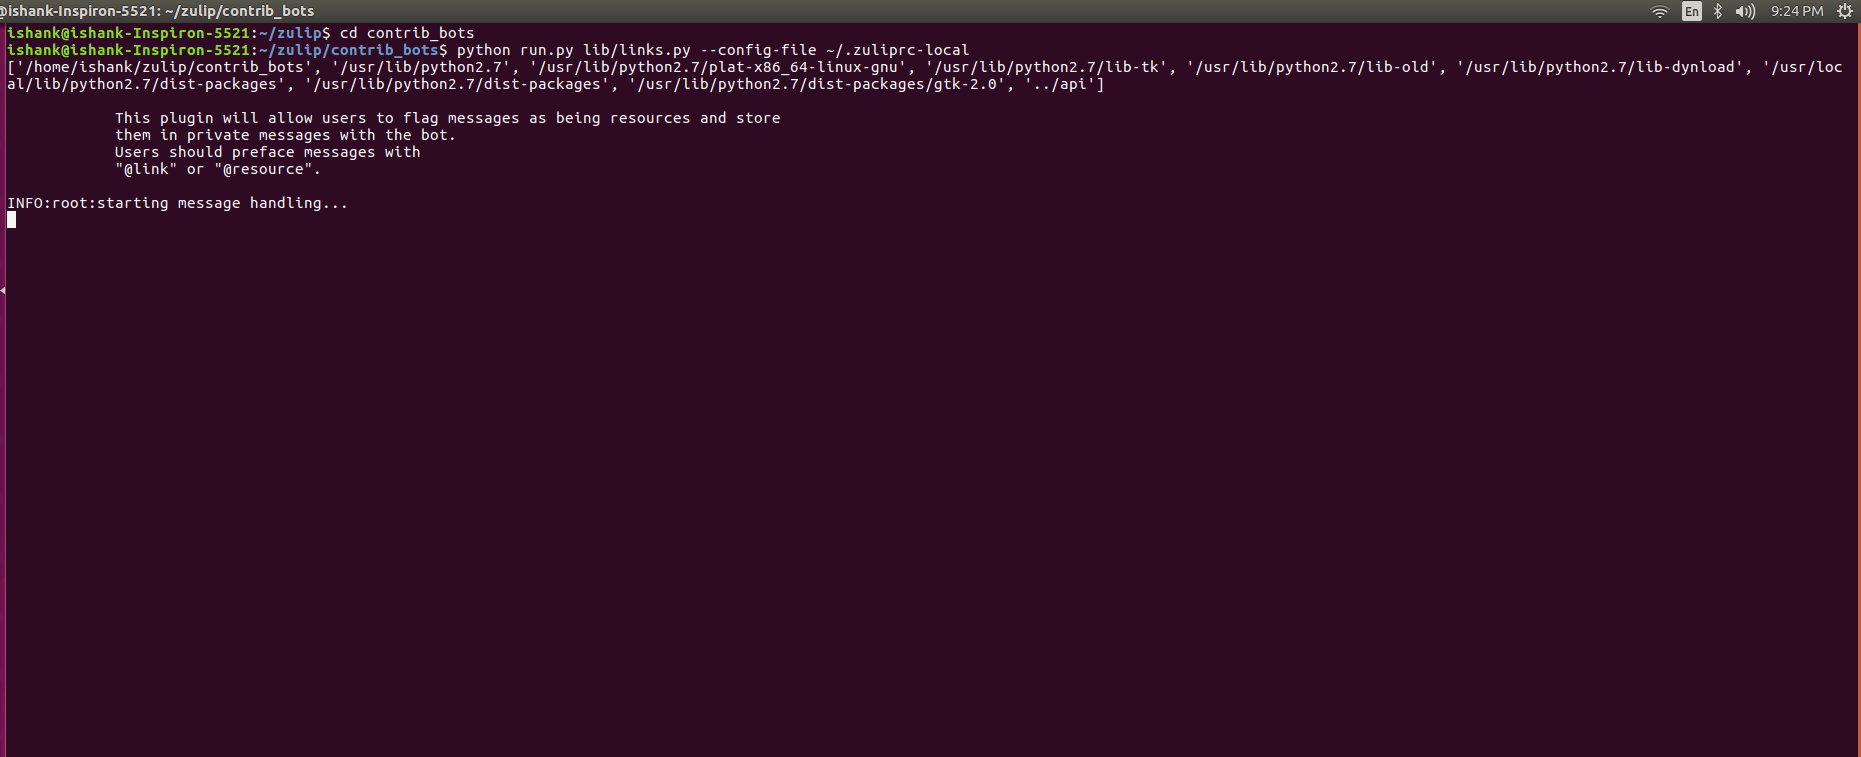 @ishank-Inspiron-5521: ~/zulip/contrib_bots
En
9:24 PM
ishank@ishank-Inspiron-5521:~/zulip$ cd contrib_bots
ishank@ishank-Inspiron-5521:~/zulip/contrib_bots$ python run.py lib/links.py --config-file ~/.zuliprc-local
['/home/ishank/zulip/contrib_bots', '/usr/lib/python2.7', '/usr/lib/python2.7/plat-x86_64-linux-gnu', '/usr/lib/python2.7/lib-tk', '/usr/lib/python2.7/lib-old', '/usr/lib/python2.7/lib-dynload', '/usr/loc
al/lib/python2.7/dist-packages', '/usr/lib/python2.7/dist-packages', '/usr/lib/python2.7/dist-packages/gtk-2.0', '../api']
This plugin will allow users to flag messages as being resources and store
them in private messages with the bot.
Users should preface messages with
"@link" or "@resource".
INFO:root:starting message handling...